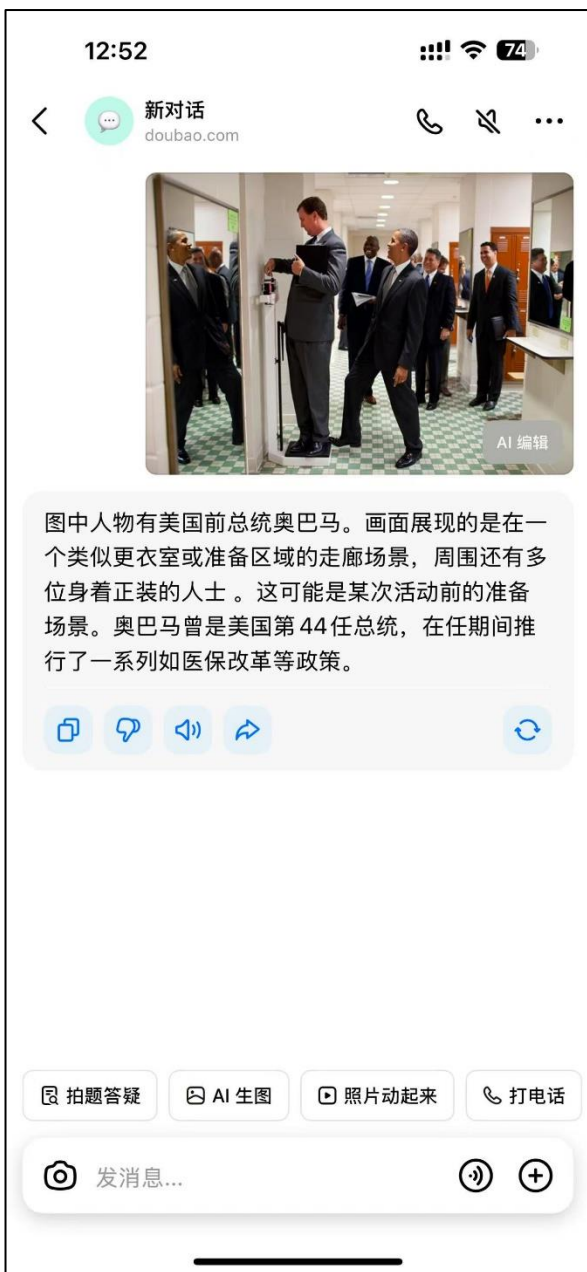 12:52
74
新对话
doubao.com
AI 编辑
图中人物有美国前总统奥巴马。画面展现的是在一
个类似更衣室或准备区域的走廊场景，周围还有多
位身着正装的人士 。这可能是某次活动前的准备
场景。奥巴马曾是美国第 44 任总统，在任期间推
行了一系列如医保改革等政策。
拍题答疑
AI 生图
照片动起来
打电话
发消息...